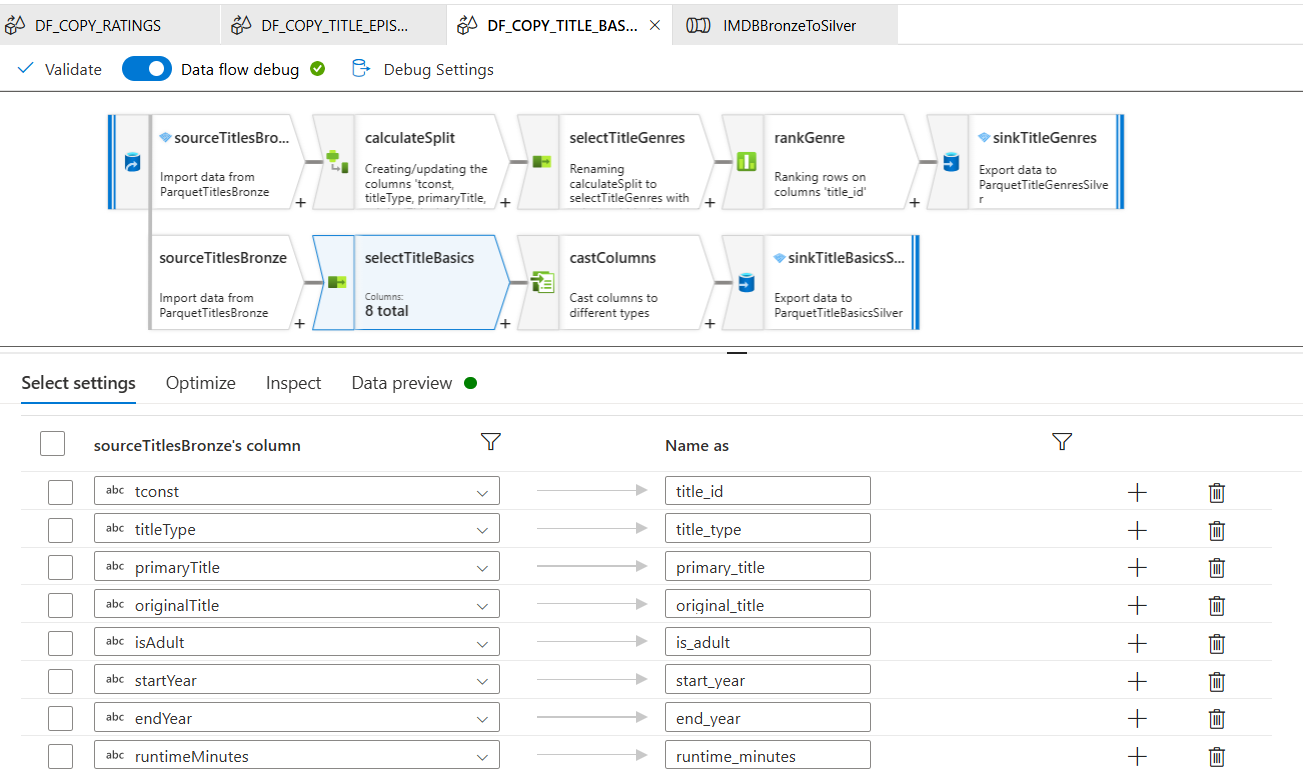 DF_COPY_RATINGS
DF_COPY_TITLE_EPIS...
DF_COPY_TITLE_BAS...
IMDBBronzeToSilver
Validate
Data flow debug
Debug Settings
sourceTitlesBro...
Import data from
ParquetTitlesBronze
calculateSplit
Creating/updating the
columns 'tconst,
titleType, primaryTitle,
selectTitleGenres
Renaming
calculateSplit to
selectTitleGenres with
rankGenre
Ranking rows on
columns 'title_id'
sinkTitleGenres
Export data to
ParquetTitleGenresSilve
r
sourceTitlesBronze
Import data from
ParquetTitlesBronze
selectTitleBasics
Columns:
8 total
castColumns
Cast columns to
different types
sinkTitleBasicsS...
Export data to
ParquetTitleBasicsSilver
Select settings
Optimize
Inspect
Data preview
sourceTitlesBronze's column
Name as
abc tconst
title_id
abc titleType
title_type
abc primaryTitle
primary_title
abc originalTitle
original_title
abc isAdult
is_adult
abc startYear
start_year
abc endYear
end_year
abc runtimeMinutes
runtime_minutes